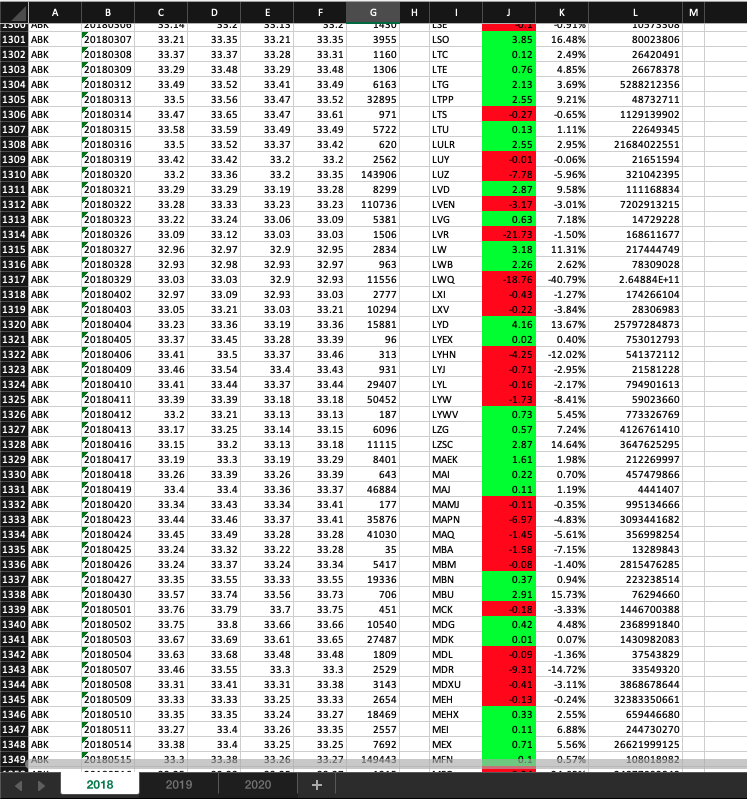 A B C D E F G H I J K L M
1300 ABK 20180306 33.14 33.2 33.13 33.2 1430 LSE -0.1 -0.91% 10573308
1301 ABK 20180307 33.21 33.35 33.21 33.35 3955 LSO 3.85 16.48% 80023806
1302 ABK 20180308 33.37 33.37 33.28 33.31 1160 LTC 0.12 2.49% 26420491
1303 ABK 20180309 33.29 33.48 33.29 33.48 1306 LTE 0.76 4.85% 26678378
1304 ABK 20180312 33.49 33.52 33.41 33.49 6163 LTG 2.13 3.69% 5288212356
1305 ABK 20180313 33.5 33.56 33.47 33.52 32895 LTPP 2.55 9.21% 48732711
1306 ABK 20180314 33.47 33.65 33.47 33.61 971 LTS -0.27 -0.65% 1129139902
1307 ABK 20180315 33.58 33.59 33.49 33.49 5722 LTU 0.13 1.11% 22649345
1308 ABK 20180316 33.5 33.52 33.37 33.42 620 LULR 2.55 2.95% 21684022551
1309 ABK 20180319 33.42 33.42 33.2 33.2 2562 LUY -0.01 -0.06% 21651594
1310 ABK 20180320 33.2 33.36 33.2 33.35 143906 LUZ -7.78 -5.96% 321042395
1311 ABK 20180321 33.29 33.29 33.19 33.28 8299 LVD 2.87 9.58% 111168834
1312 ABK 20180322 33.28 33.33 33.23 33.23 110736 LVEN -3.17 -3.01% 7202913215
1313 ABK 20180323 33.22 33.24 33.06 33.09 5381 LVG 0.63 7.18% 14729228
1314 ABK 20180326 33.09 33.12 33.03 33.03 1506 LVR -21.73 -1.50% 168611677
1315 ABK 20180327 32.96 32.97 32.9 32.95 2834 LW 3.18 11.31% 217444749
1316 ABK 20180328 32.93 32.98 32.93 32.97 963 LWB 2.26 2.62% 78309028
1317 ABK 20180329 33.03 33.03 32.9 32.93 11556 LWQ -18.76 -40.79% 2.64884E+11
1318 ABK 20180402 32.97 33.09 32.93 33.03 2777 LXI -0.43 -1.27% 174266104
1319 ABK 20180403 33.05 33.21 33.03 33.21 10294 LXV -0.22 -3.84% 28306983
1320 ABK 20180404 33.23 33.36 33.19 33.36 15881 LYD 4.16 13.67% 25797284873
1321 ABK 20180405 33.37 33.45 33.28 33.39 96 LYEX 0.02 0.40% 753012793
1322 ABK 20180406 33.41 33.5 33.37 33.46 313 LYHN -4.25 -12.02% 541372112
1323 ABK 20180409 33.46 33.54 33.4 33.43 931 LYJ -0.71 -2.95% 21581228
1324 ABK 20180410 33.41 33.44 33.37 33.44 29407 LYL -0.16 -2.17% 794901613
1325 ABK 20180411 33.39 33.39 33.18 33.18 50452 LYW -1.73 -8.41% 59023660
1326 ABK 20180412 33.2 33.21 33.13 33.13 187 LYWV 0.73 5.45% 773326769
1327 ABK 20180413 33.17 33.25 33.14 33.15 6096 LZG 0.57 7.24% 4126761410
1328 ABK 20180416 33.15 33.2 33.13 33.18 11115 LZSC 2.87 14.64% 3647625295
1329 ABK 20180417 33.19 33.3 33.19 33.29 8401 MAEK 1.61 1.98% 212269997
1330 ABK 20180418 33.26 33.39 33.26 33.39 643 MAI 0.22 0.70% 457479866
1331 ABK 20180419 33.4 33.4 33.36 33.37 46884 MAJ 0.11 1.19% 4441407
1332 ABK 20180420 33.34 33.43 33.34 33.41 177 MAMJ -0.11 -0.35% 995134666
1333 ABK 20180423 33.44 33.46 33.37 33.41 35876 MAPN -6.97 -4.83% 3093441682
1334 ABK 20180424 33.45 33.49 33.28 33.28 41030 MAQ -1.45 -5.61% 356998254
1335 ABK 20180425 33.24 33.32 33.22 33.28 35 MBA -1.58 -7.15% 13289843
1336 ABK 20180426 33.24 33.37 33.24 33.34 5417 MBM -0.08 -1.40% 2815476285
1337 ABK 20180427 33.35 33.55 33.33 33.55 19336 MBN 0.37 0.94% 223238514
1338 ABK 20180430 33.57 33.74 33.56 33.73 706 MBU 2.91 15.73% 76294660
1339 ABK 20180501 33.76 33.79 33.7 33.75 451 MCK -0.18 -3.33% 1446700388
1340 ABK 20180502 33.75 33.8 33.66 33.66 10540 MDG 0.42 4.48% 2368991840
1341 ABK 20180503 33.67 33.69 33.61 33.65 27487 MDK 0.01 0.07% 1430982083
1342 ABK 20180504 33.63 33.68 33.48 33.48 1809 MDL -0.09 -1.36% 37543829
1343 ABK 20180507 33.46 33.55 33.3 33.3 2529 MDR -9.31 -14.72% 33549320
1344 ABK 20180508 33.31 33.41 33.31 33.38 3143 MDXU -0.41 -3.11% 3868678644
1345 ABK 20180509 33.33 33.33 33.25 33.33 2654 MEH -0.13 -0.24% 32383350661
1346 ABK 20180510 33.35 33.35 33.24 33.27 18469 MEHX 0.33 2.55% 659446680
1347 ABK 20180511 33.27 33.4 33.26 33.35 2557 MEI 0.11 6.88% 244730270
1348 ABK 20180514 33.38 33.4 33.25 33.25 7692 MEX 0.71 5.56% 26621999125
1349 ABK 20180515 33.3 33.38 33.26 33.27 149443 MFN 0.1 0.57% 108018982
2018 2019 2020 +